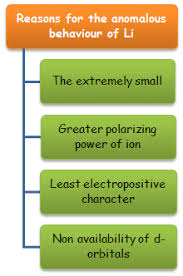 Reasons for the anomalous
behaviour of Li
The extremely small
Greater polarizing
power of ion
Least electropositive
character
Non availability of d-
orbitals